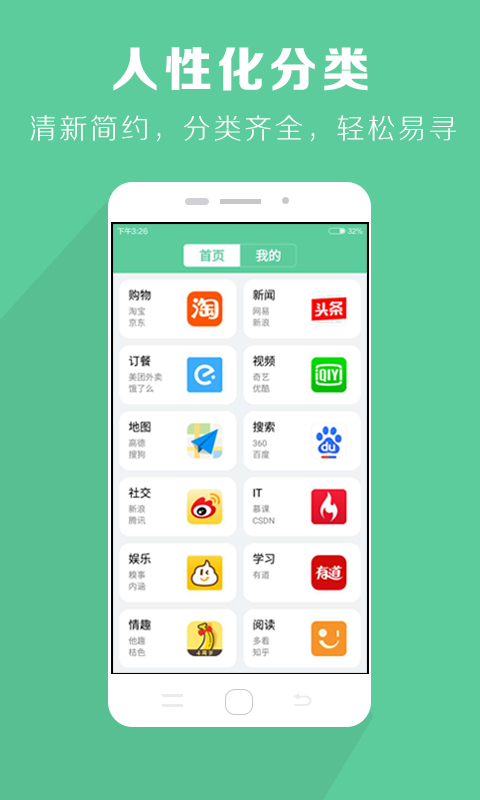 人性化分类
清新简约，分类齐全，轻松易寻
下午3:26
32%
首页
我的
购物
淘宝
京东
淘
新闻
网易
新浪
头条
订餐
美团外卖
饿了么
视频
奇艺
优酷
iQIYI
地图
高德
搜狗
搜索
360
百度
du
社交
新浪
腾讯
IT
慕课
CSDN
娱乐
糗事
内涵
学习
有道
有道
情趣
他趣
桔色
阅读
多看
知乎